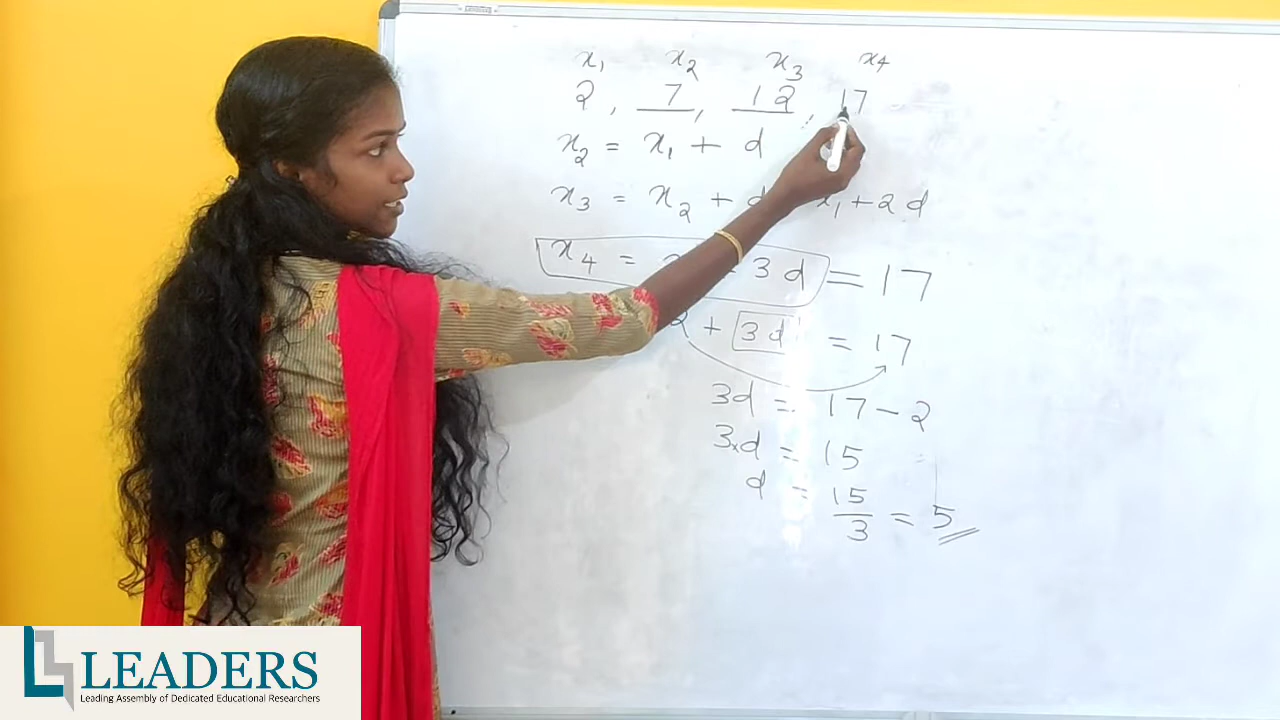 x₁ x₂ x₃ x₄
2, 7, 12, 17
x₂ = x₁ + d
x₃ = x₂ + d x₁ + 2d
x₄ = 3d = 17
2 + 3d = 17
3d = 17 - 2
3×d = 15
d = 15/3 = 5
LEADERS
Leading Assembly of Dedicated Educational Researchers